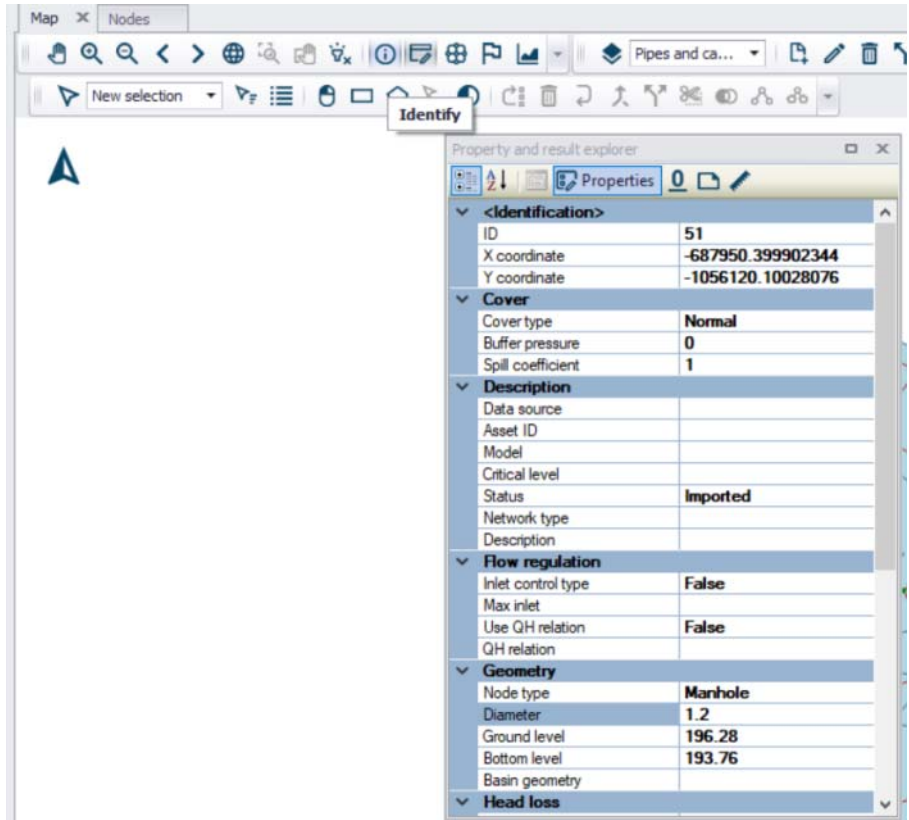 Map
Nodes
Pipes and ca...
New selection
Identify
Property and result explorer
Properties
<Identification>
ID 51
X coordinate -687950.399902344
Y coordinate -1056120.10028076
Cover
Cover type Normal
Buffer pressure 0
Spill coefficient 1
Description
Data source
Asset ID
Model
Critical level
Status Imported
Network type
Description
Flow regulation
Inlet control type False
Max inlet
Use QH relation False
QH relation
Geometry
Node type Manhole
Diameter 1.2
Ground level 196.28
Bottom level 193.76
Basin geometry
Head loss